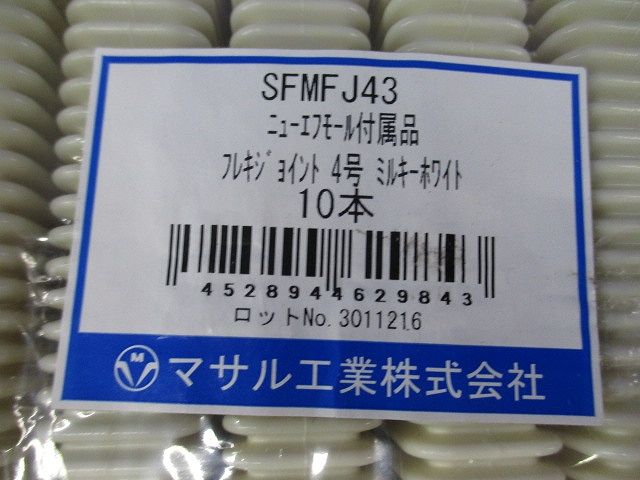 SFMFJ43
ﾆｭｰｴﾌﾓｰﾙ付属品
ﾌﾚｷｼﾞｮｲﾝﾄ 4号 ﾐﾙｷｰﾎﾜｲﾄ
10本
4528944629843
ロットNo.3011216
M マサル工業株式会社